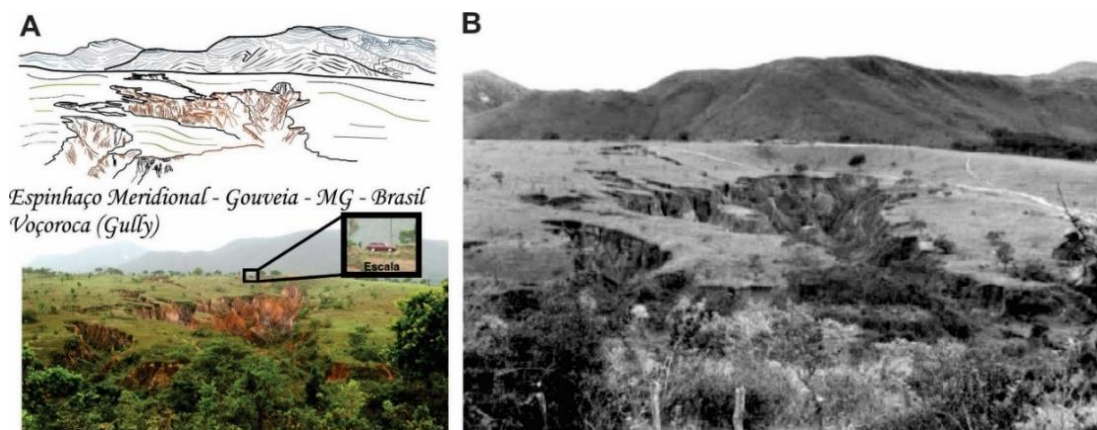 A
Espinhaço Meridional - Gouveia - MG - Brasil
Voçoroca (Gully)
Escala
B